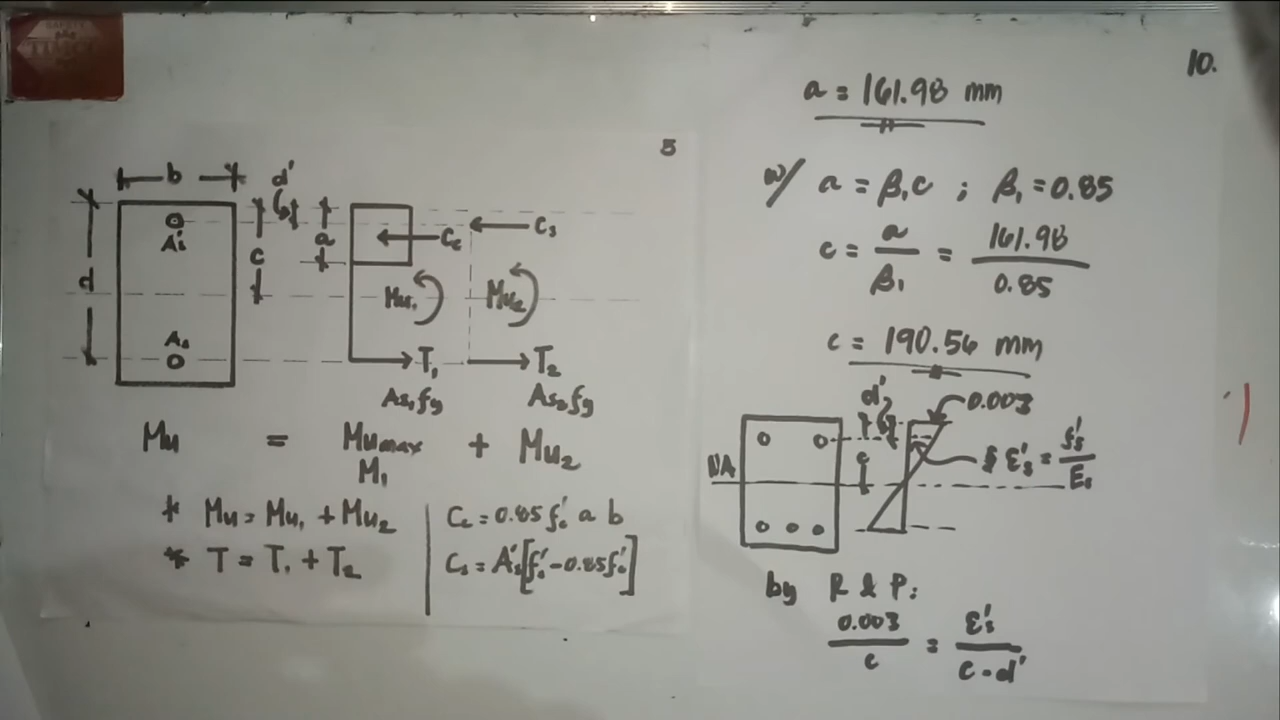 5
b
d'
d
A's
As
c
a
Cc
Cs
Mu₁
Mu₂
T₁
T₂
As₁fy
As₂fy
Mu = Mumax + Mu₂
M₁
* Mu = Mu₁ + Mu₂
* T = T₁ + T₂
Cc = 0.85 f'c a b
Cs = A's [f's - 0.85f'c]
10.
a = 161.98 mm
w/ a = β₁c ; β₁ = 0.85
c = a/β₁ = 161.98/0.85
c = 190.56 mm
d'
0.003
NA
c
ε's = f's/Es
by R & P:
0.003/c = ε's/c - d'